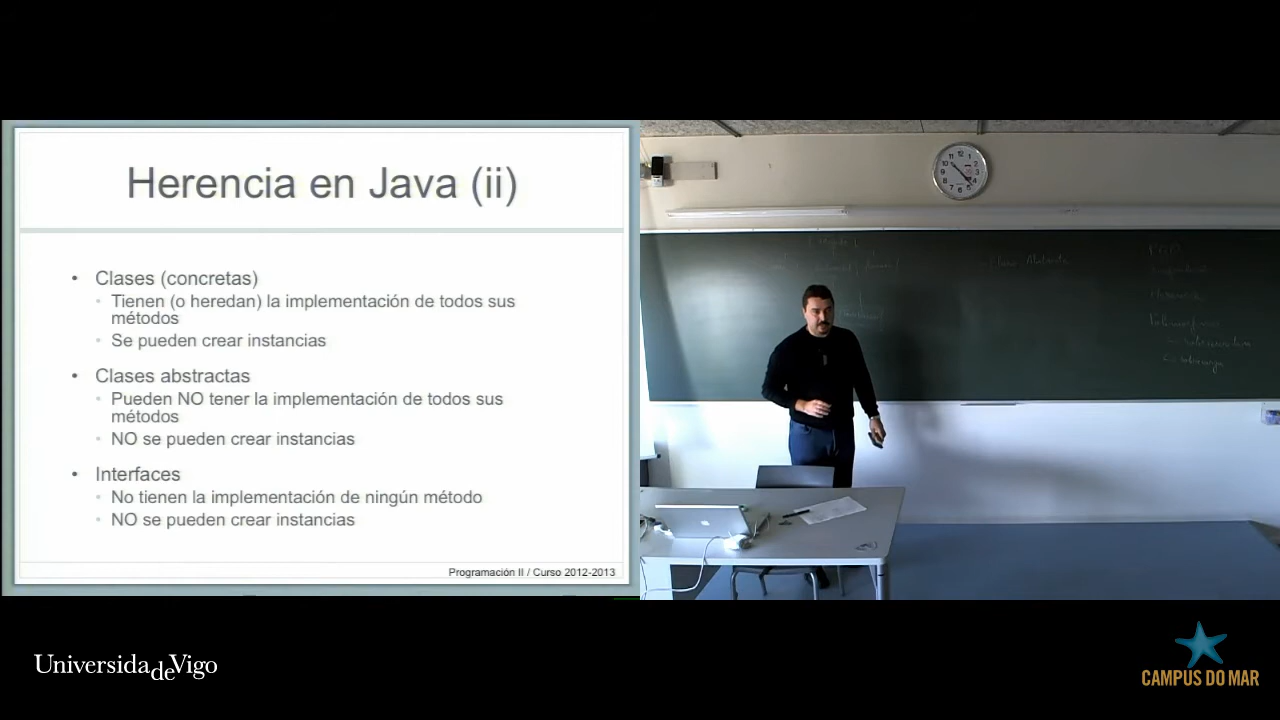 Herencia en Java (ii)
• Clases (concretas)
• Tienen (o heredan) la implementación de todos sus
métodos
• Se pueden crear instancias
• Clases abstractas
• Pueden NO tener la implementación de todos sus
métodos
• NO se pueden crear instancias
• Interfaces
• No tienen la implementación de ningún método
• NO se pueden crear instancias
Programación II / Curso 2012-2013
Herencia
UniversidadeVigo
CAMPUS DO MAR